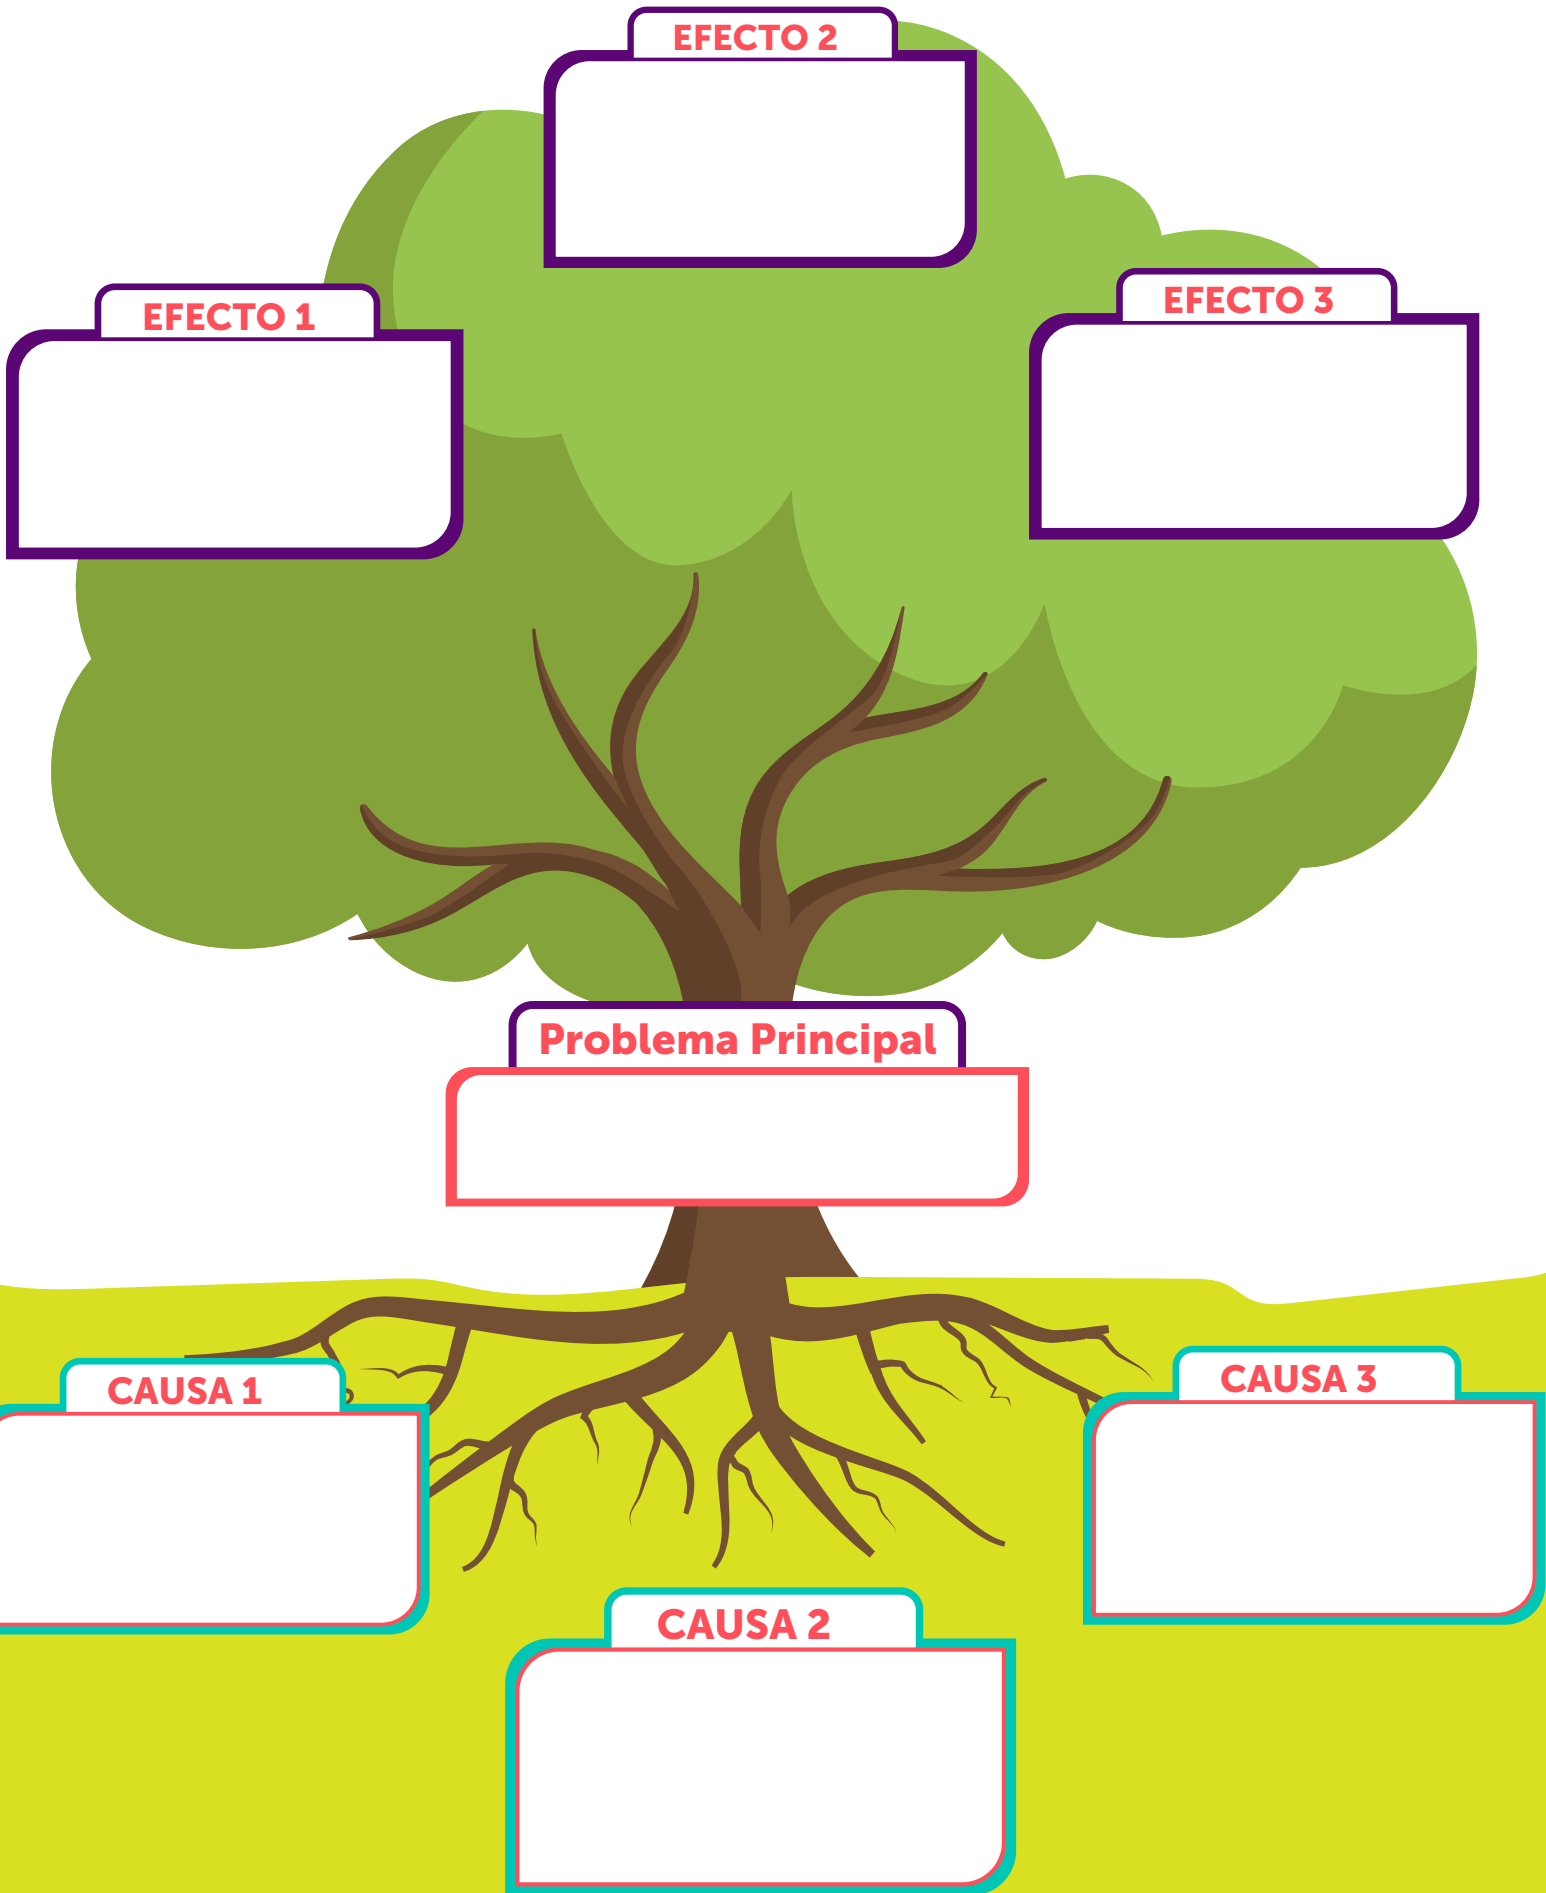 EFECTO 2
EFECTO 1
EFECTO 3
Problema Principal
CAUSA 1
CAUSA 3
CAUSA 2